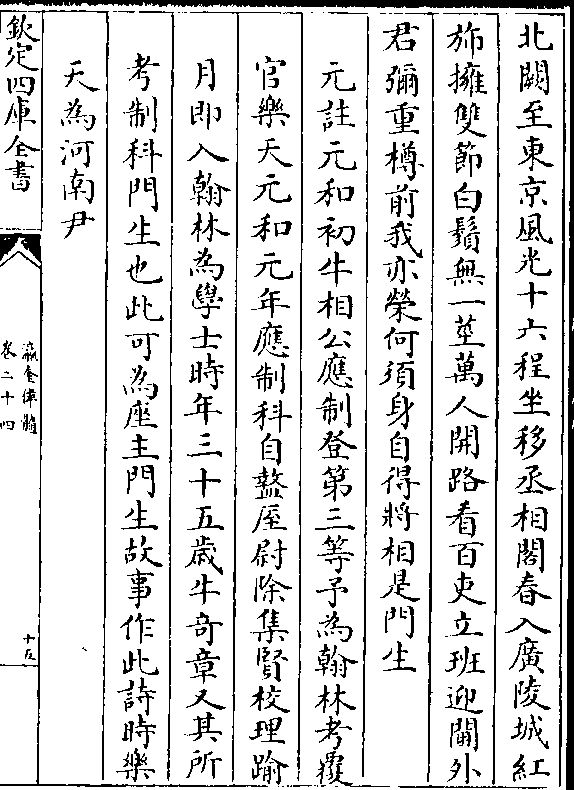 北闕至東京風光十六程坐移丞相閣春入廣陵城紅
斾擁雙節白鬚無一莖萬人開路看百吏立班迎閫外
君彌重樽前我亦榮何須身自得將相是門生
元註元和初牛相公應制登第三等予為翰林考覆
官樂天元和元年應制科自盩厔尉除集賢校理踰
月即入翰林為學士時年三十五歲牛竒章又其所
考制科門生也此可為座主門生故事作此詩時樂
天為河南尹
欽定四庫全書
瀛奎律髓
卷二十四
十五